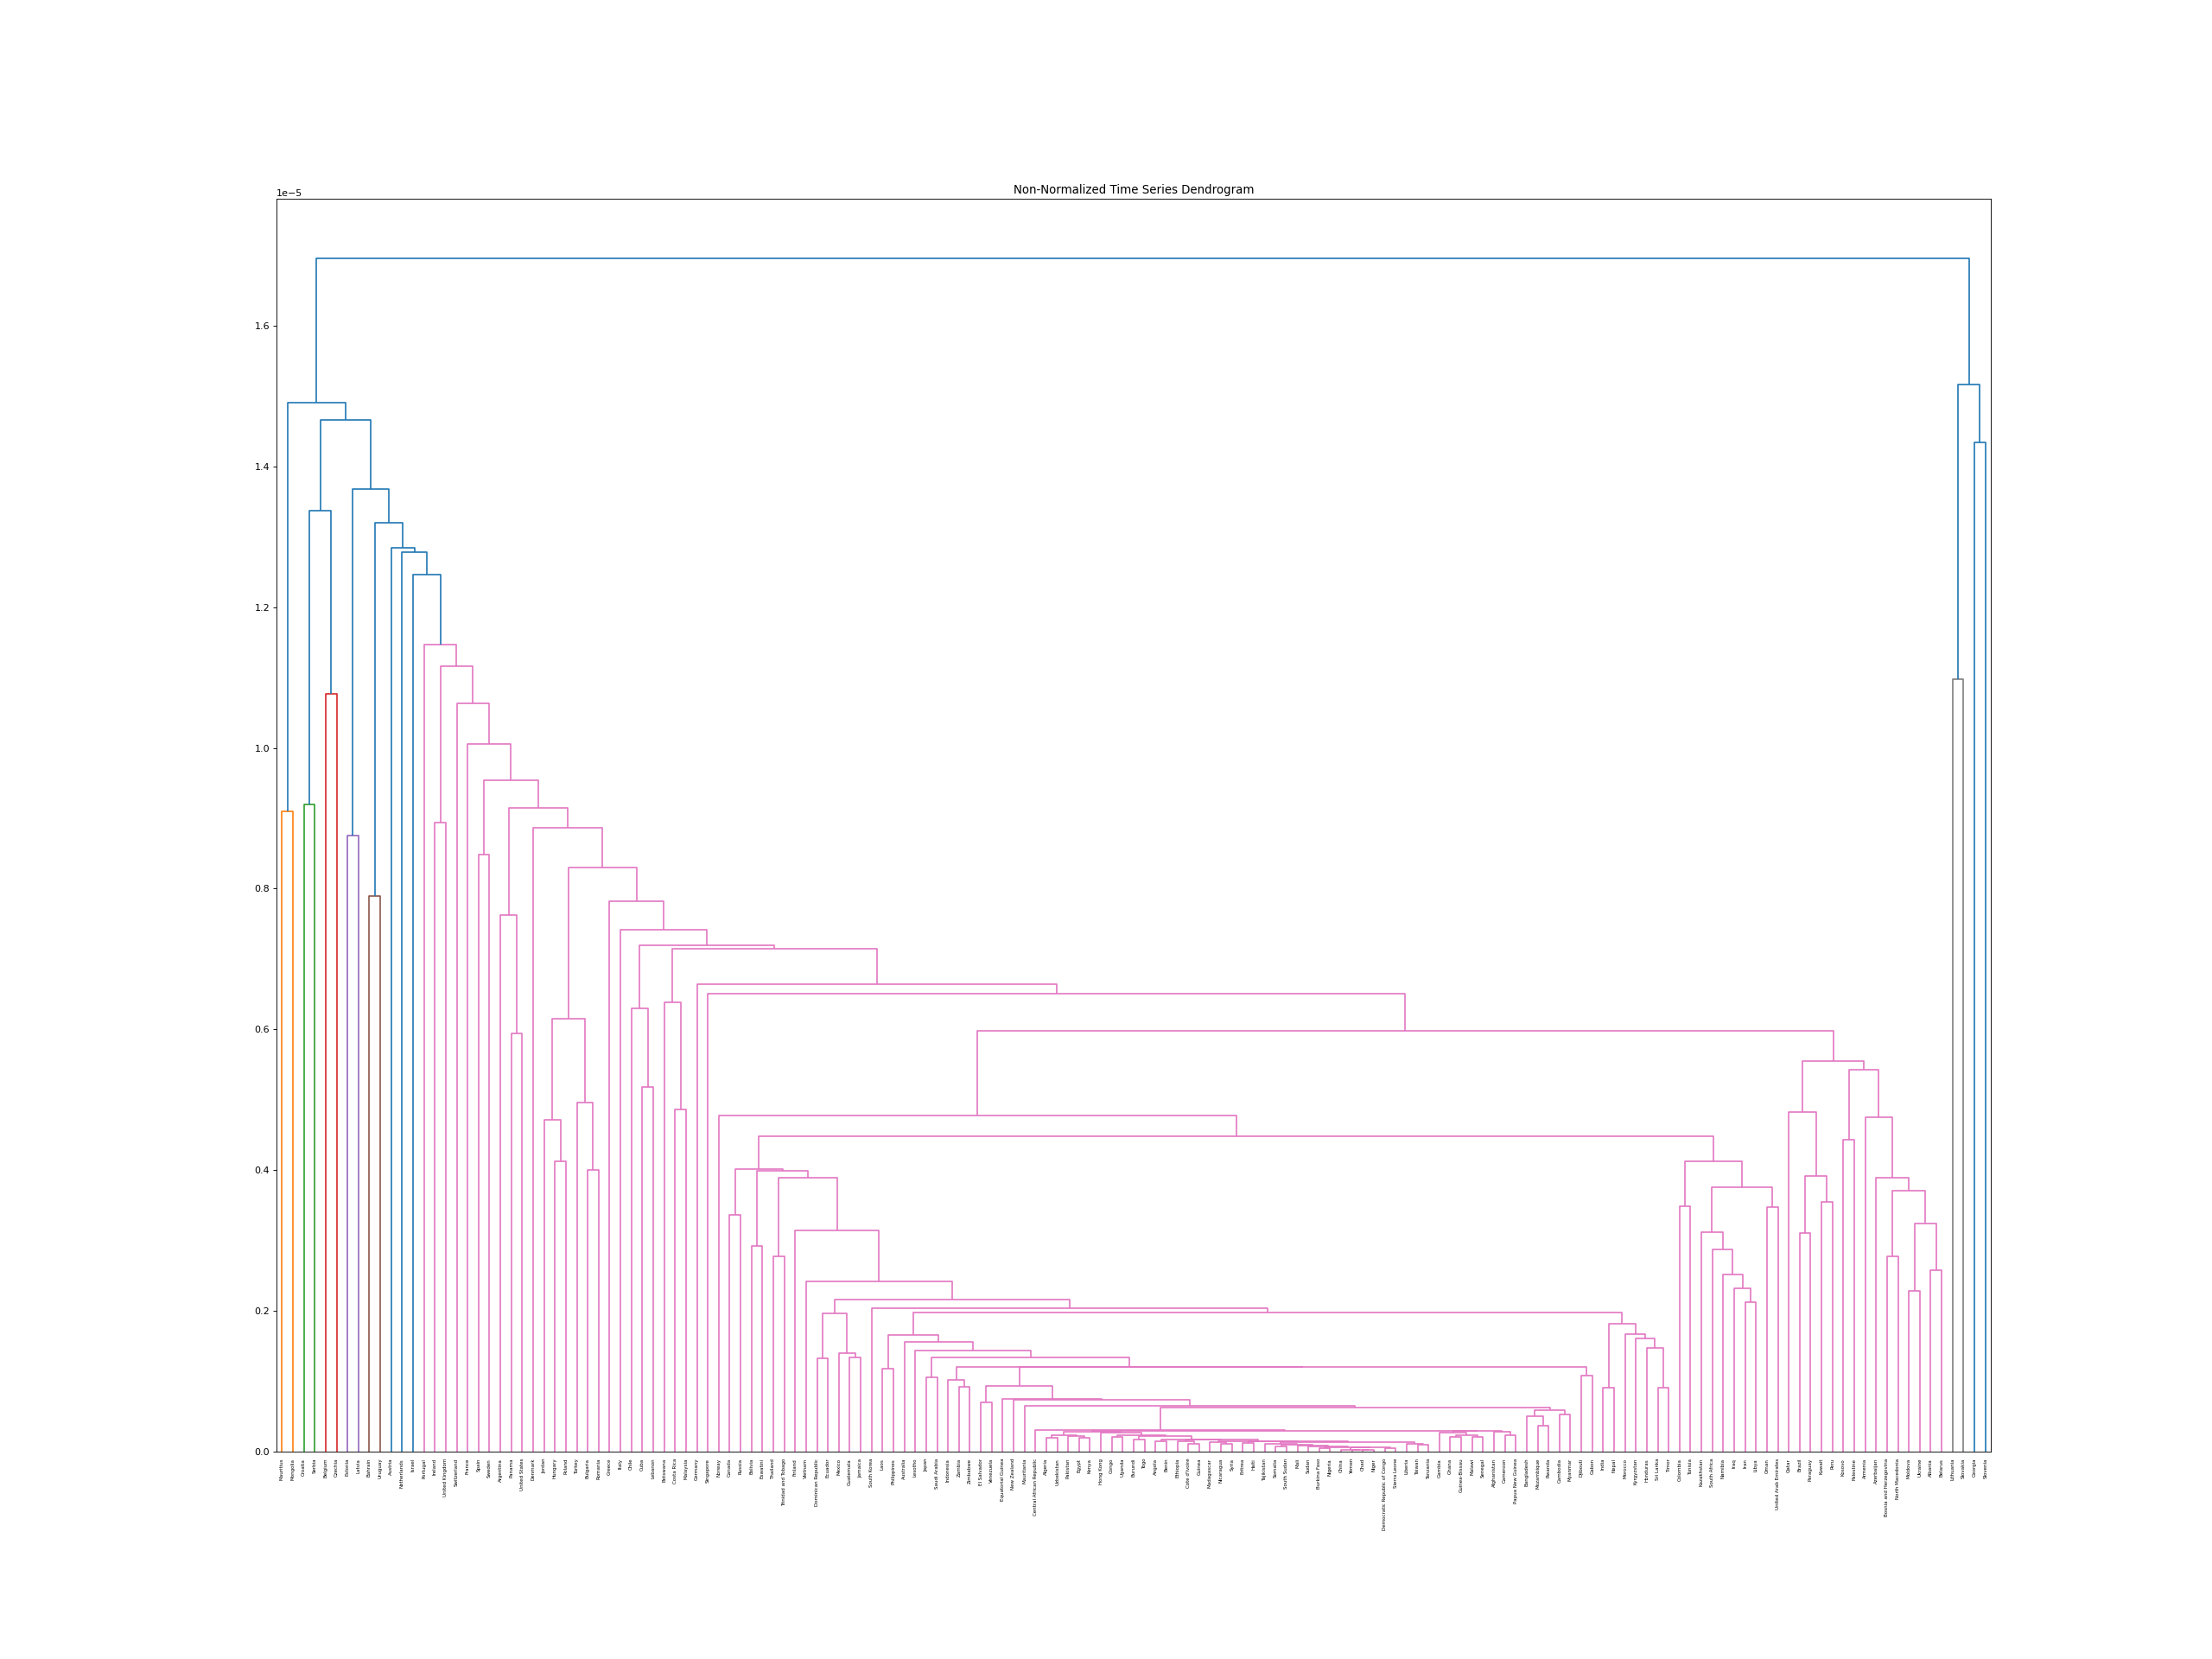 1e−5
Non-Normalized Time Series Dendrogram
1.6
1.4
1.2
1.0
0.8
0.6
0.4
0.2
0.0
Mauritius
Mongolia
Croatia
Serbia
Belgium
Czechia
Estonia
Latvia
Bahrain
Uruguay
Austria
Netherlands
Israel
Portugal
Ireland
United Kingdom
Switzerland
France
Spain
Sweden
Argentina
Panama
United States
Denmark
Jordan
Hungary
Poland
Turkey
Bulgaria
Romania
Greece
Italy
Chile
Cuba
Lebanon
Botswana
Costa Rica
Malaysia
Germany
Singapore
Norway
Canada
Russia
Bolivia
Eswatini
Thailand
Trinidad and Tobago
Finland
Vietnam
Dominican Republic
Ecuador
Mexico
Guatemala
Jamaica
South Korea
Laos
Philippines
Australia
Lesotho
Japan
Saudi Arabia
Indonesia
Zambia
Zimbabwe
El Salvador
Venezuela
Equatorial Guinea
New Zealand
Mauritania
Central African Republic
Algeria
Uzbekistan
Pakistan
Egypt
Kenya
Hong Kong
Congo
Uganda
Burundi
Togo
Angola
Benin
Ethiopia
Cote d'Ivoire
Guinea
Madagascar
Nicaragua
Syria
Eritrea
Haiti
Tajikistan
Somalia
South Sudan
Mali
Sudan
Burkina Faso
Nigeria
China
Yemen
Chad
Niger
Democratic Republic of Congo
Sierra Leone
Liberia
Taiwan
Tanzania
Gambia
Ghana
Guinea-Bissau
Malawi
Senegal
Afghanistan
Cameroon
Papua New Guinea
Bangladesh
Mozambique
Rwanda
Cambodia
Myanmar
Djibouti
Gabon
India
Nepal
Morocco
Kyrgyzstan
Honduras
Sri Lanka
Timor
Colombia
Tunisia
Kazakhstan
South Africa
Namibia
Iraq
Iran
Libya
Oman
United Arab Emirates
Qatar
Brazil
Paraguay
Kuwait
Peru
Kosovo
Palestine
Armenia
Azerbaijan
Bosnia and Herzegovina
North Macedonia
Moldova
Ukraine
Albania
Belarus
Lithuania
Slovakia
Georgia
Slovenia